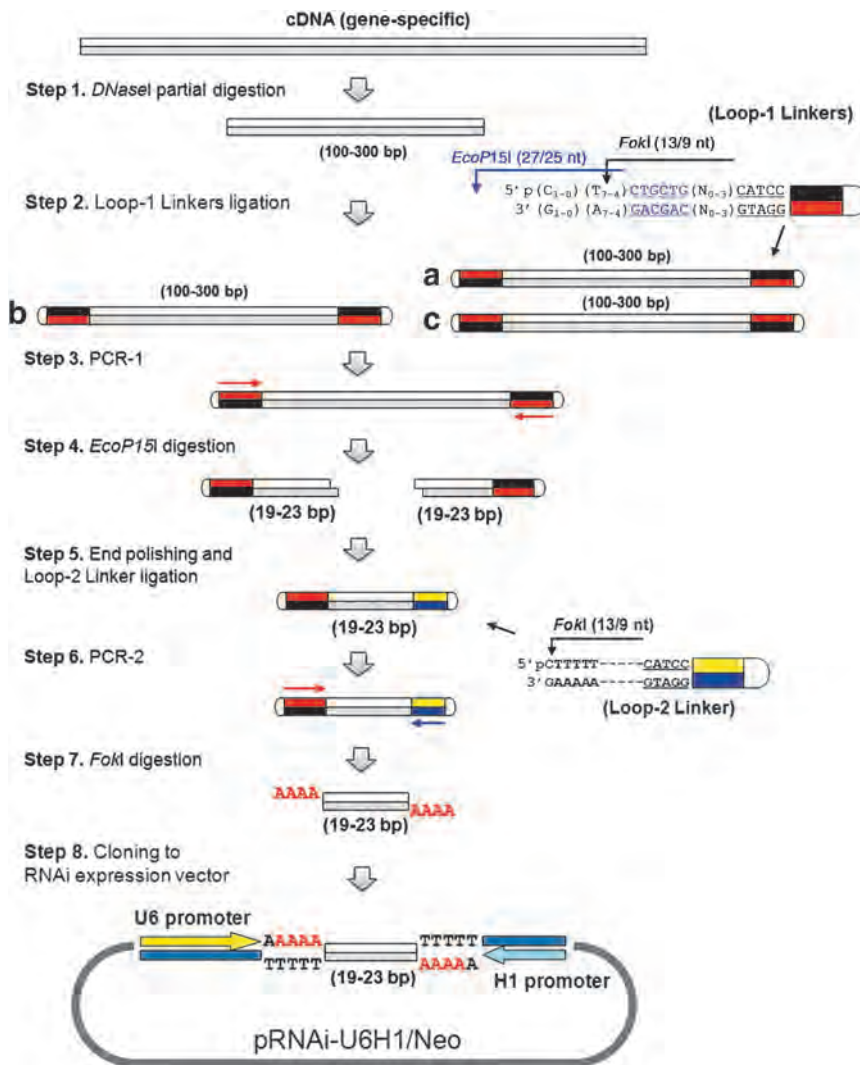 cDNA (gene-specific)
Step 1. DNaseI partial digestion
(100-300 bp)
(Loop-1 Linkers)
FokI (13/9 nt)
EcoP15I (27/25 nt)
5' p(C₁₋₀)(T₇₋₄)CTGCTG(N₀₋₃)CATCC
3' (G₁₋₀)(A₇₋₄)GACGAC(N₀₋₃)GTAGG
Step 2. Loop-1 Linkers ligation
(100-300 bp)
a
(100-300 bp)
b
(100-300 bp)
c
Step 3. PCR-1
Step 4. EcoP15I digestion
(19-23 bp)
(19-23 bp)
Step 5. End polishing and
Loop-2 Linker ligation
(19-23 bp)
FokI (13/9 nt)
5'pCTTTTT-----CATCC
3'GAAAAA-----GTAGG
(Loop-2 Linker)
Step 6. PCR-2
Step 7. FokI digestion
AAAA
AAAA
(19-23 bp)
Step 8. Cloning to
RNAi expression vector
U6 promoter
AAAAA
TTTTT
TTTTT
(19-23 bp)
AAAAA
H1 promoter
pRNAi-U6H1/Neo